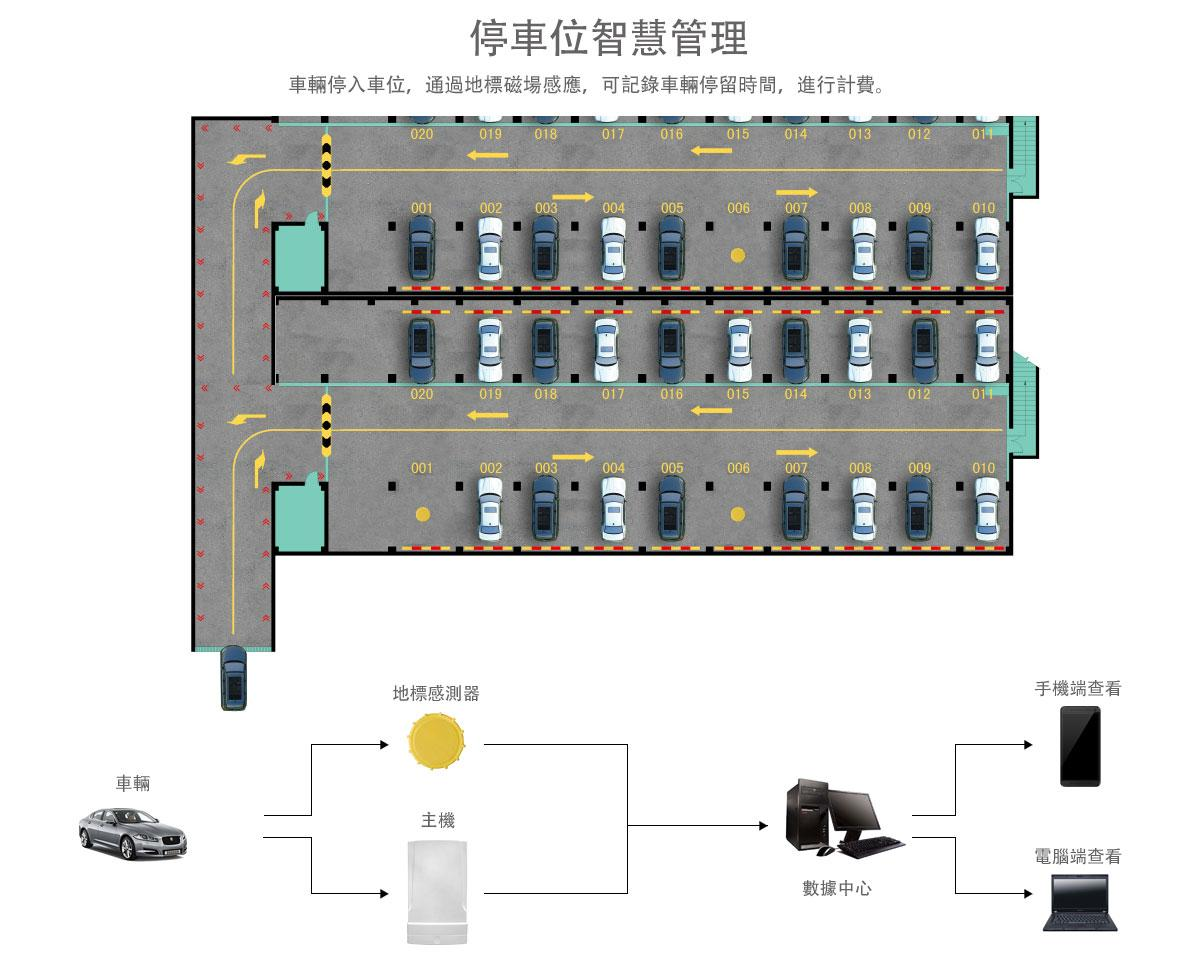 停車位智慧管理
車輛停入車位，通過地標磁場感應，可記錄車輛停留時間，進行計費。
020 019 018 017 016 015 014 013 012 011
001 002 003 004 005 006 007 008 009 010
020 019 018 017 016 015 014 013 012 011
001 002 003 004 005 006 007 008 009 010
地標感測器
手機端查看
車輛
主機
電腦端查看
數據中心